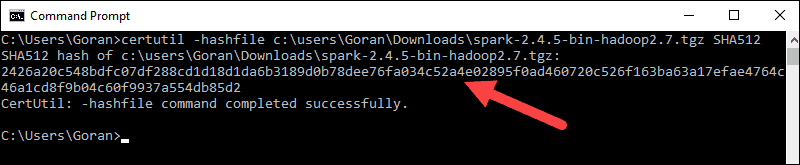 Command Prompt
C:\Users\Goran>certutil -hashfile c:\users\Goran\Downloads\spark-2.4.5-bin-hadoop2.7.tgz SHA512
SHA512 hash of c:\users\Goran\Downloads\spark-2.4.5-bin-hadoop2.7.tgz:
2426a20c548bdfc07df288cd1d18d1da6b3189d0b78dee76fa034c52a4e02895f0ad460720c526f163ba63a17efae4764c
46a1cd8f9b04c60f9937a554db85d2
CertUtil: -hashfile command completed successfully.
C:\Users\Goran>